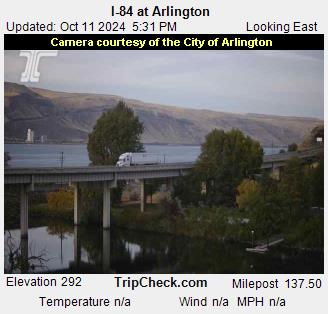 I-84 at Arlington
Updated: Oct 11 2024 5:31 PM Looking East
Camera courtesy of the City of Arlington
Elevation 292 TripCheck.com Milepost 137.50
Temperature n/a Wind n/a MPH n/a